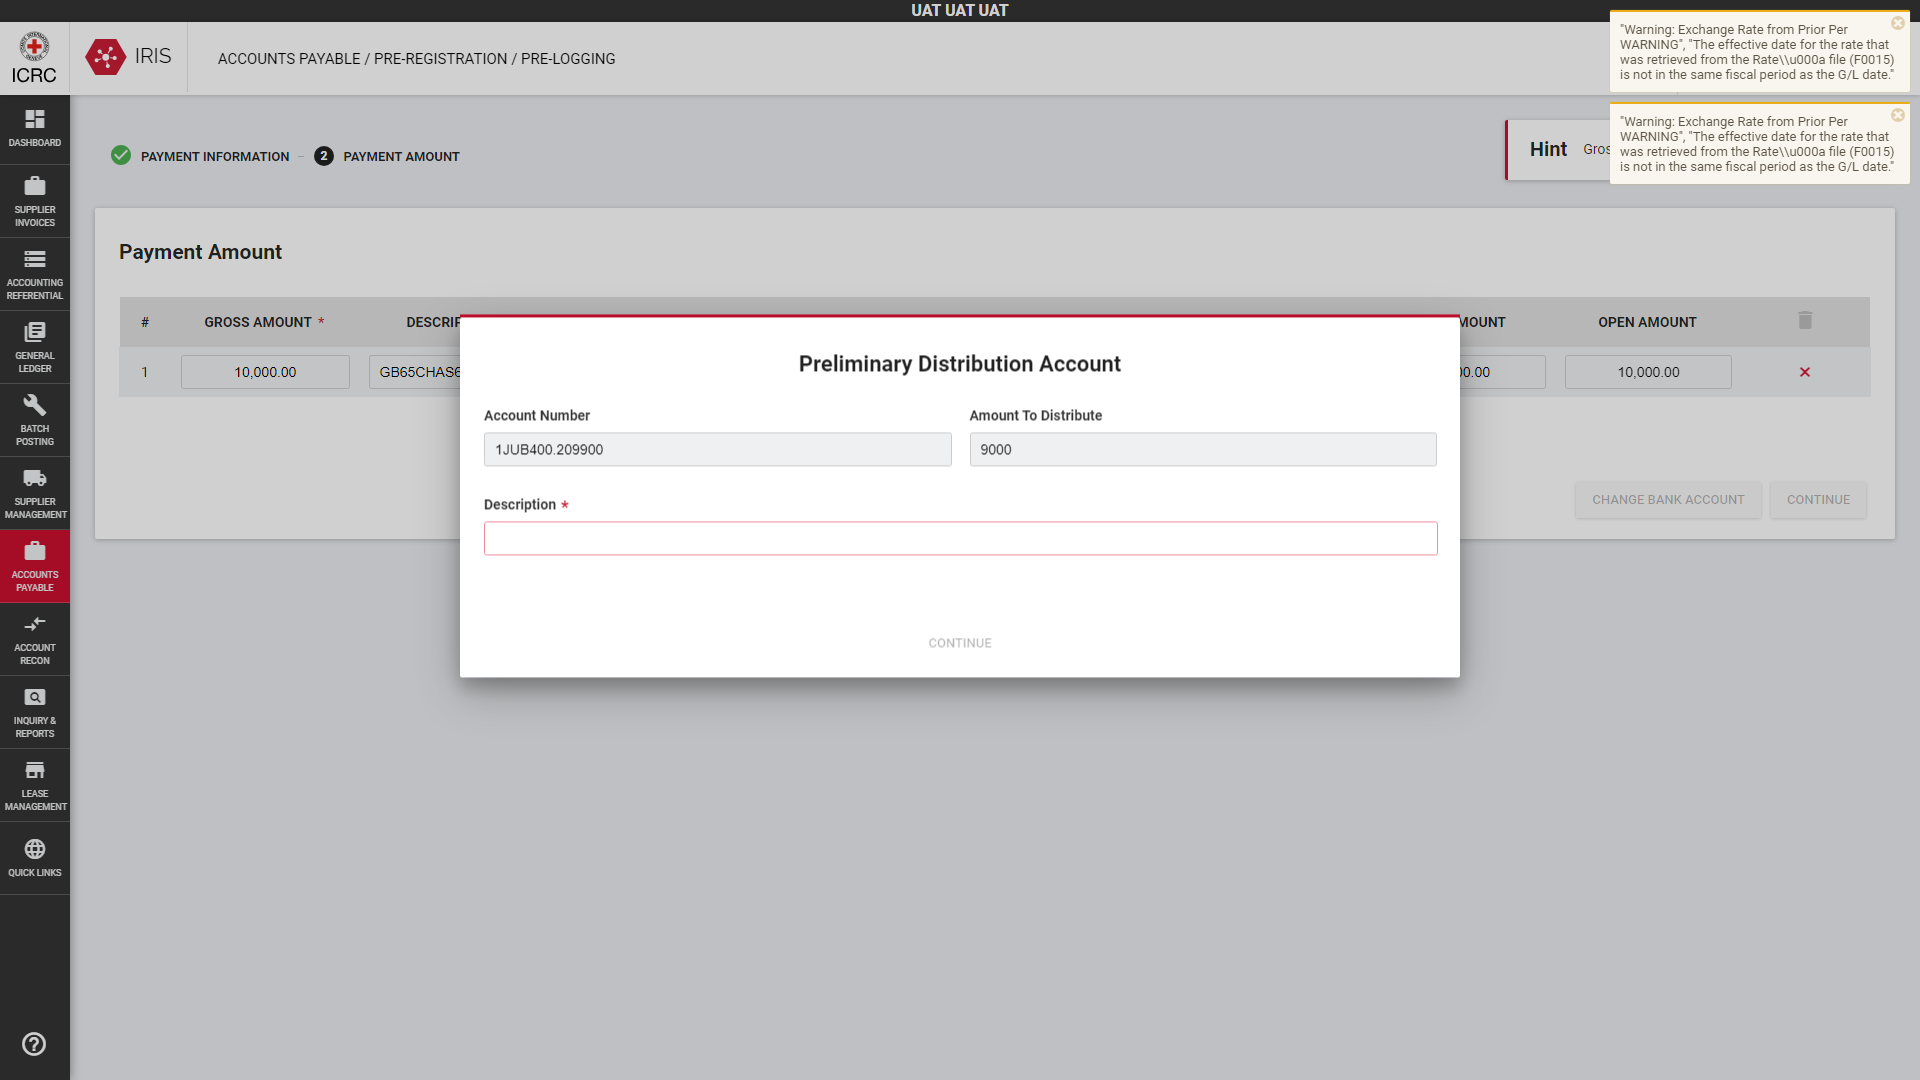 UAT UAT UAT
ICRC
IRIS
ACCOUNTS PAYABLE / PRE-REGISTRATION / PRE-LOGGING
"Warning: Exchange Rate from Prior Per
WARNING", "The effective date for the rate that
was retrieved from the Rate\\u000a file (F0015)
is not in the same fiscal period as the G/L date."
"Warning: Exchange Rate from Prior Per
WARNING", "The effective date for the rate that
was retrieved from the Rate\\u000a file (F0015)
is not in the same fiscal period as the G/L date."
DASHBOARD
SUPPLIER
INVOICES
ACCOUNTING
REFERENTIAL
GENERAL
LEDGER
BATCH
POSTING
SUPPLIER
MANAGEMENT
ACCOUNTS
PAYABLE
ACCOUNT
RECON
INQUIRY &
REPORTS
LEASE
MANAGEMENT
QUICK LINKS
PAYMENT INFORMATION
2 PAYMENT AMOUNT
Hint Gros
Payment Amount
# GROSS AMOUNT * DESCRIP MOUNT OPEN AMOUNT
1 10,000.00 GB65CHAS6 00.00 10,000.00
CHANGE BANK ACCOUNT CONTINUE
Preliminary Distribution Account
Account Number Amount To Distribute
1JUB400.209900 9000
Description *
CONTINUE